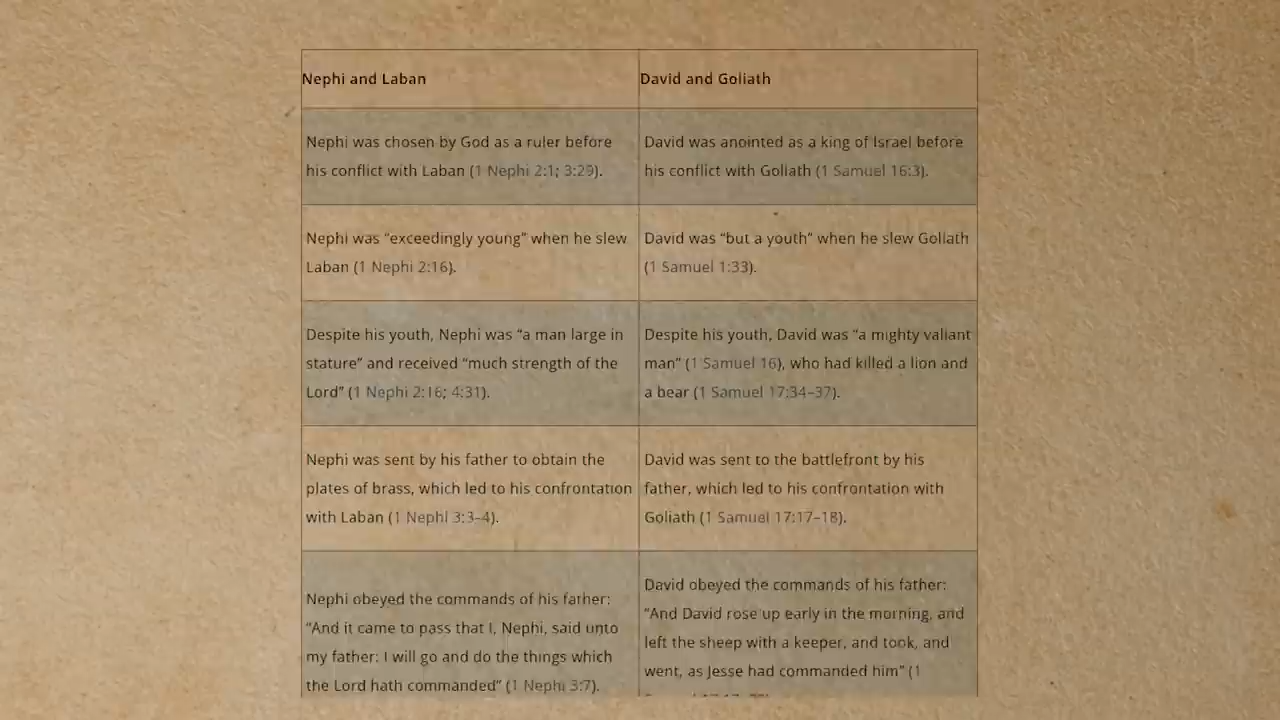 Nephi and Laban
David and Goliath
Nephi was chosen by God as a ruler before
his conflict with Laban (1 Nephi 2:1; 3:29).
David was anointed as a king of Israel before
his conflict with Goliath (1 Samuel 16:3).
Nephi was “exceedingly young” when he slew
Laban (1 Nephi 2:16).
David was “but a youth” when he slew Goliath
(1 Samuel 1:33).
Despite his youth, Nephi was “a man large in
stature” and received “much strength of the
Lord” (1 Nephi 2:16; 4:31).
Despite his youth, David was “a mighty valiant
man” (1 Samuel 16), who had killed a lion and
a bear (1 Samuel 17:34–37).
Nephi was sent by his father to obtain the
plates of brass, which led to his confrontation
with Laban (1 Nephi 3:3–4).
David was sent to the battlefront by his
father, which led to his confrontation with
Goliath (1 Samuel 17:17–18).
Nephi obeyed the commands of his father:
“And it came to pass that I, Nephi, said unto
my father: I will go and do the things which
the Lord hath commanded” (1 Nephi 3:7).
David obeyed the commands of his father:
“And David rose up early in the morning, and
left the sheep with a keeper, and took, and
went, as Jesse had commanded him” (1